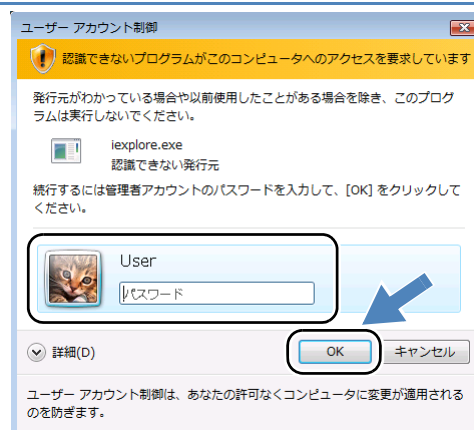 ユーザー アカウント制御
認識できないプログラムがこのコンピュータへのアクセスを要求しています
発行元がわかっている場合や以前使用したことがある場合を除き、このプログ
ラムは実行しないでください。
iexplore.exe
認識できない発行元
続行するには管理者アカウントのパスワードを入力して、[OK] をクリックして
ください。
User
パスワード
詳細(D)
OK
キャンセル
ユーザー アカウント制御は、あなたの許可なくコンピュータに変更が適用される
のを防ぎます。